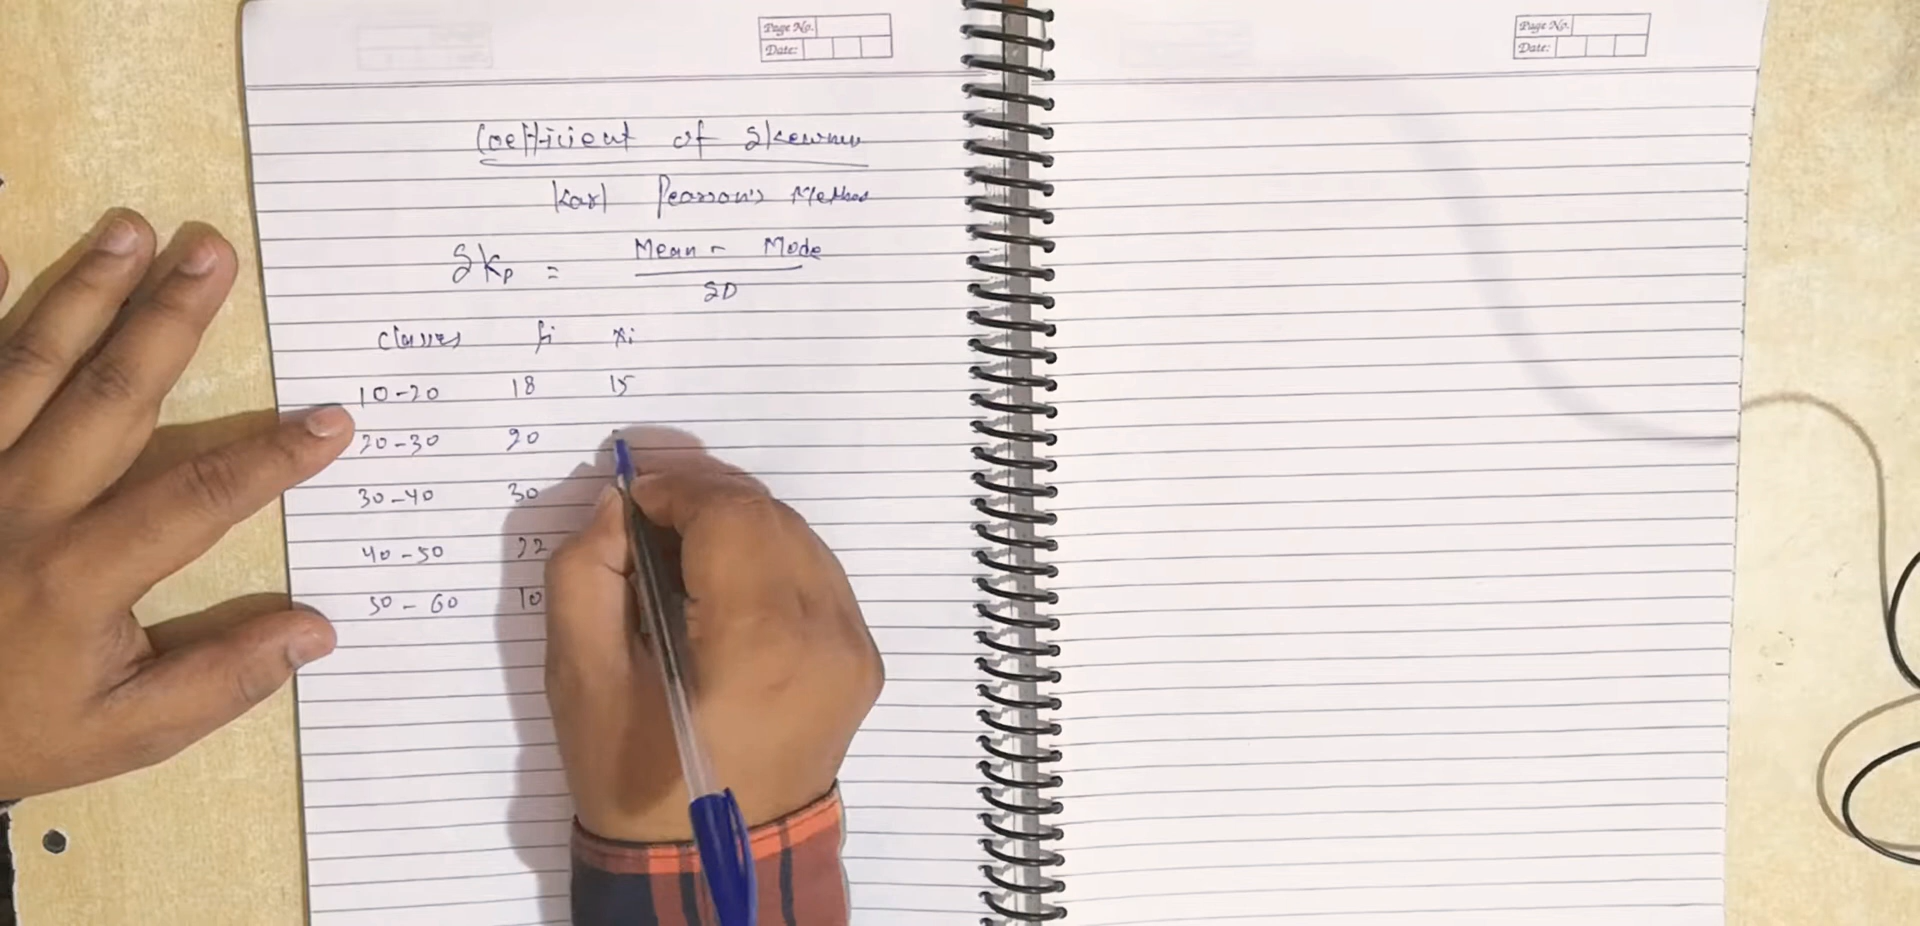 Page No.
Date:
Page No.
Date:
Coefficient of Skewness
Karl Pearson's Method
SKp = Mean - Mode
SD
Classes fi xi
10-20 18 15
20-30 20
30-40 30
40-50 22
50-60 10